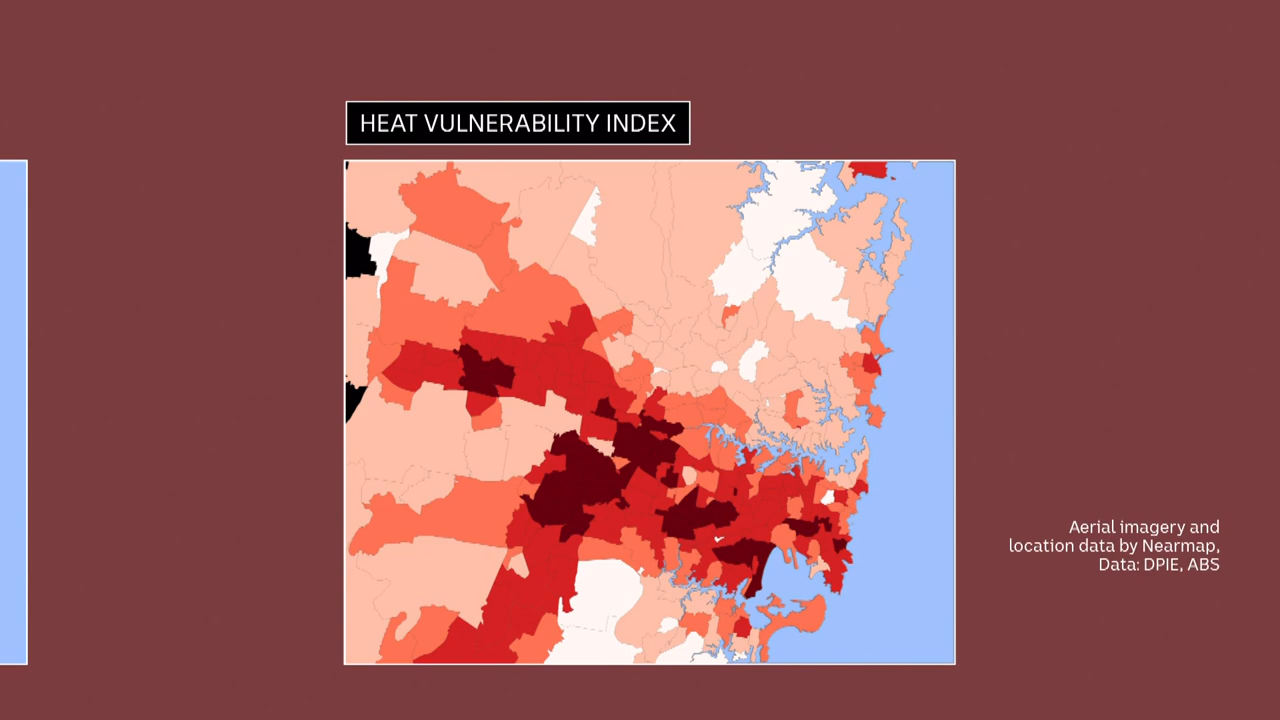 HEAT VULNERABILITY INDEX
Aerial imagery and
location data by Nearmap,
Data: DPIE, ABS